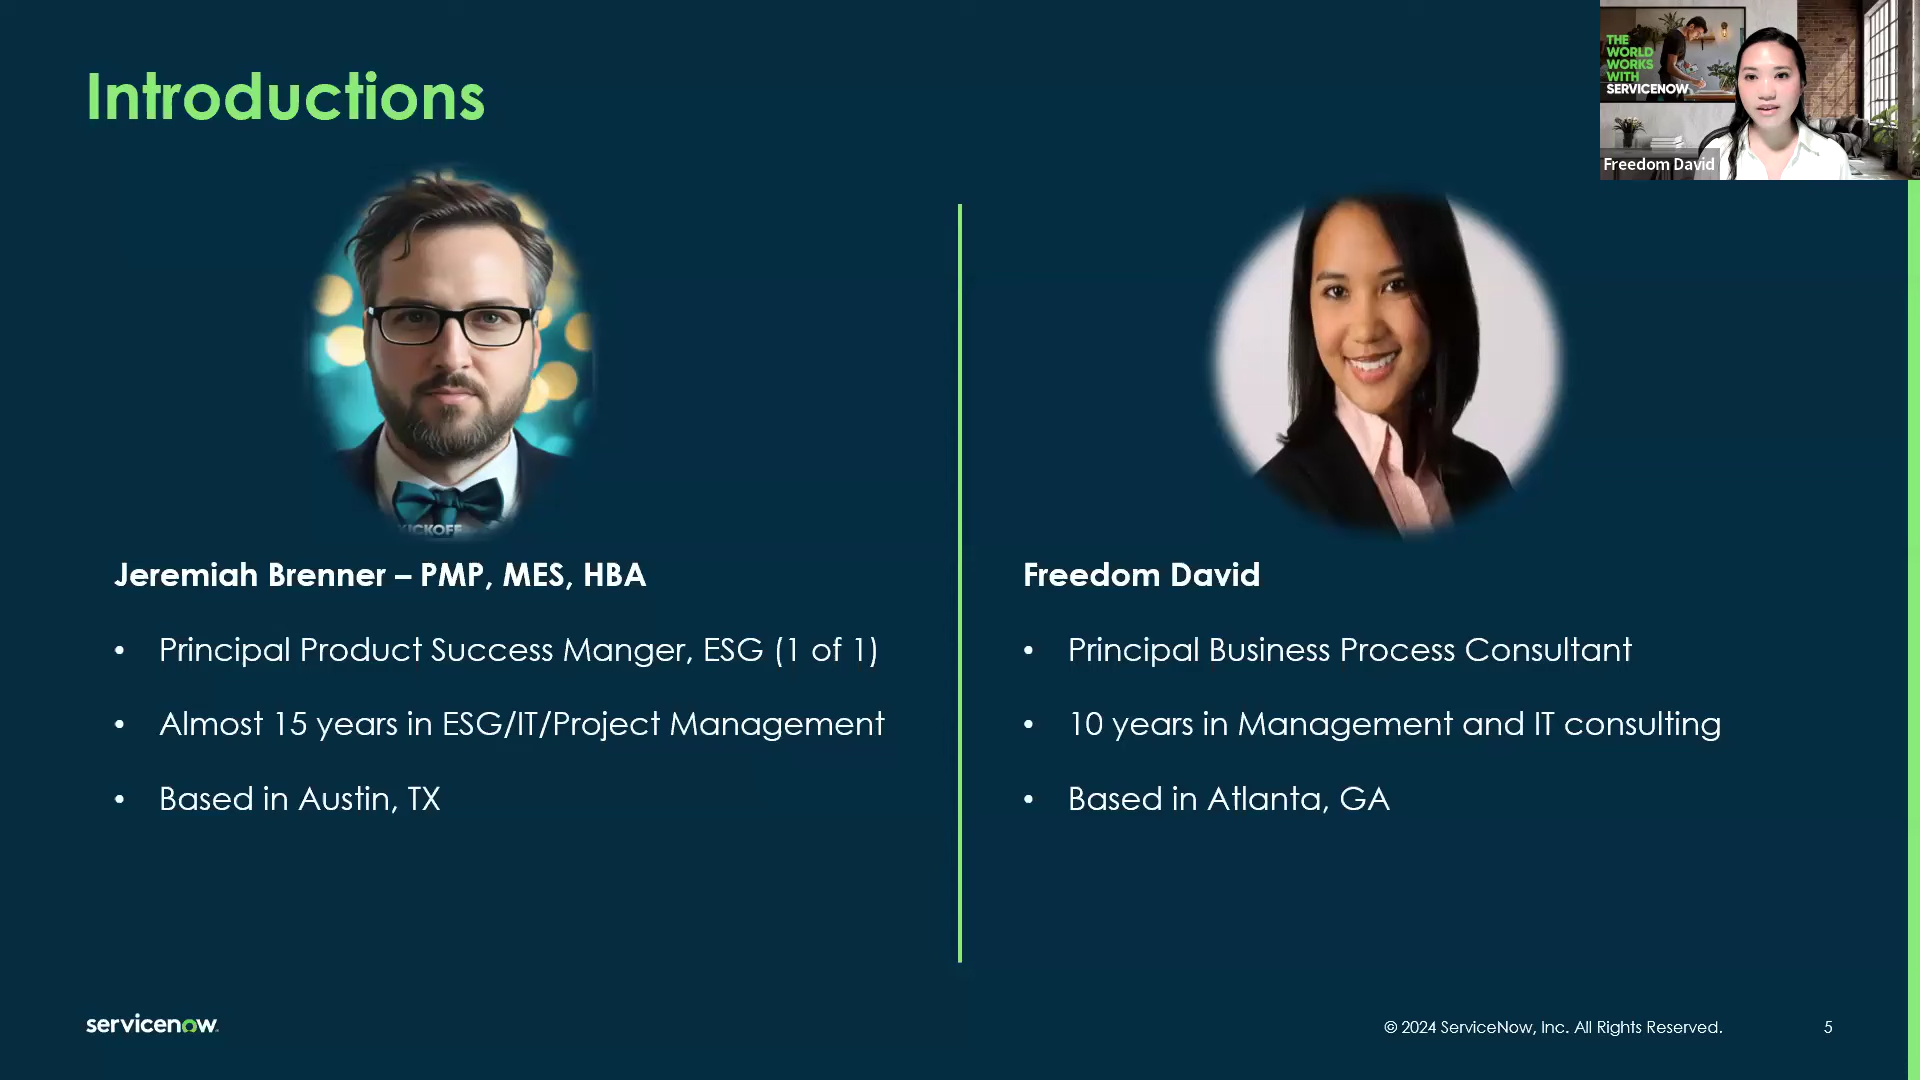 Introductions
THE
WORLD
WORKS
WITH
SERVICENOW
Freedom David
KICKOFF
Jeremiah Brenner – PMP, MES, HBA
• Principal Product Success Manger, ESG (1 of 1)
• Almost 15 years in ESG/IT/Project Management
• Based in Austin, TX
Freedom David
• Principal Business Process Consultant
• 10 years in Management and IT consulting
• Based in Atlanta, GA
servicenow
© 2024 ServiceNow, Inc. All Rights Reserved.
5